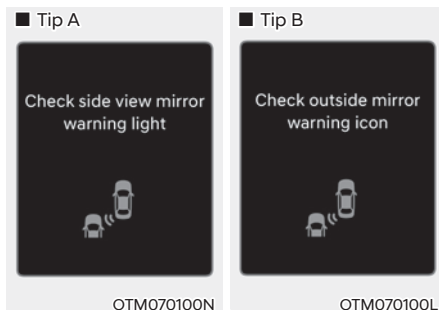 ■ Tip A
Check side view mirror
warning light
OTM070100N
■ Tip B
Check outside mirror
warning icon
OTM070100L